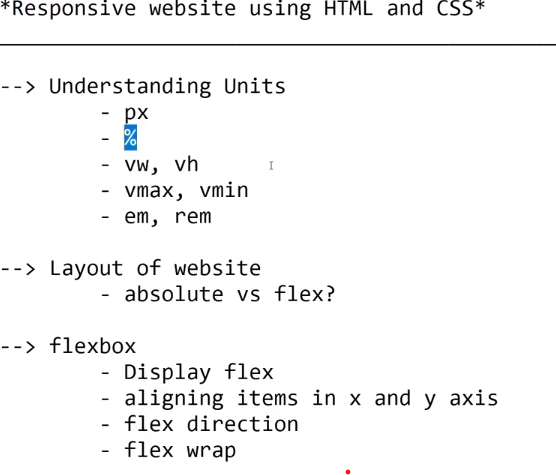 *Responsive website using HTML and CSS*
--> Understanding Units
- px
- %
- vw, vh
- vmax, vmin
- em, rem
--> Layout of website
- absolute vs flex?
--> flexbox
- Display flex
- aligning items in x and y axis
- flex direction
- flex wrap